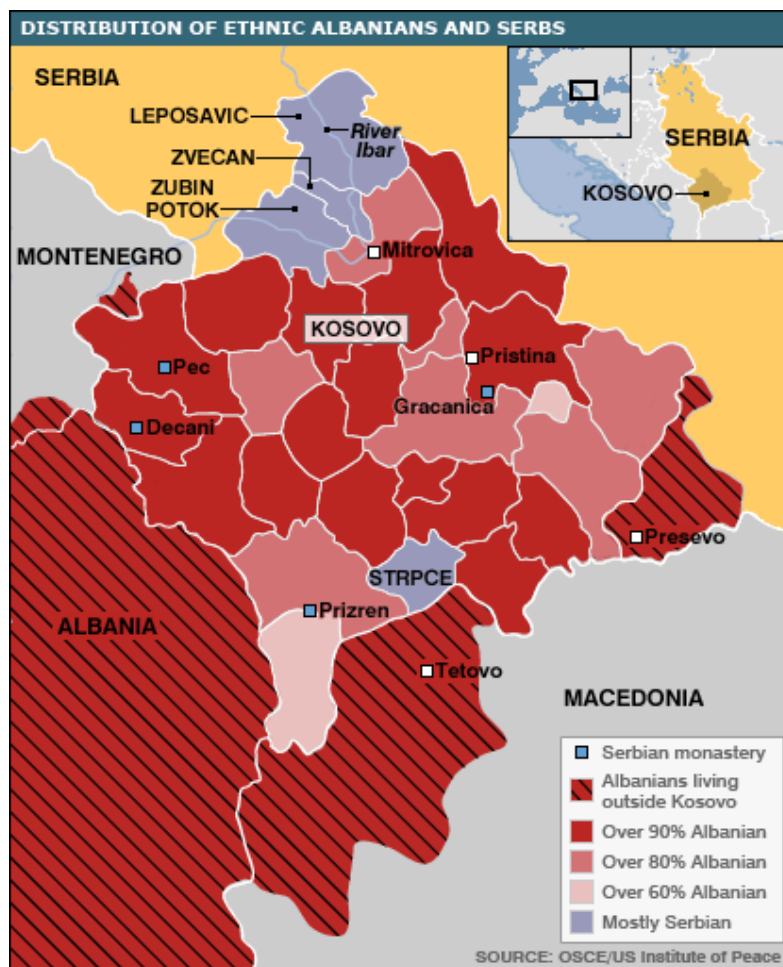 DISTRIBUTION OF ETHNIC ALBANIANS AND SERBS
SERBIA
LEPOSAVIC
River
Ibar
ZVECAN
ZUBIN
POTOK
SERBIA
KOSOVO
MONTENEGRO
Mitrovica
KOSOVO
Pristina
Pec
Gracanica
Decani
Presevo
STRPCE
Prizren
ALBANIA
Tetovo
MACEDONIA
Serbian monastery
Albanians living
outside Kosovo
Over 90% Albanian
Over 80% Albanian
Over 60% Albanian
Mostly Serbian
SOURCE: OSCE/US Institute of Peace